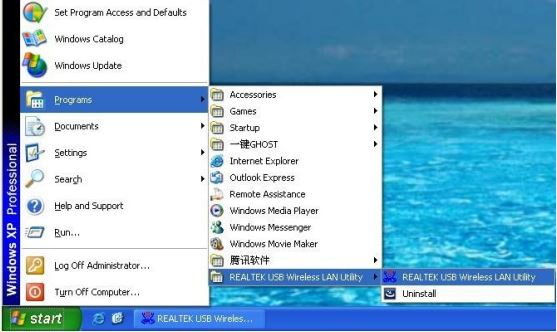 Set Program Access and Defaults
Windows Catalog
Windows Update
Programs
Documents
Settings
Search
Help and Support
Run...
Log Off Administrator...
Turn Off Computer...
Windows XP Professional
Accessories
Games
Startup
一键GHOST
Internet Explorer
Outlook Express
Remote Assistance
Windows Media Player
Windows Messenger
Windows Movie Maker
腾讯软件
REALTEK USB Wireless LAN Utility
REALTEK USB Wireless LAN Utility
Uninstall
start
REALTEK USB Wireles...